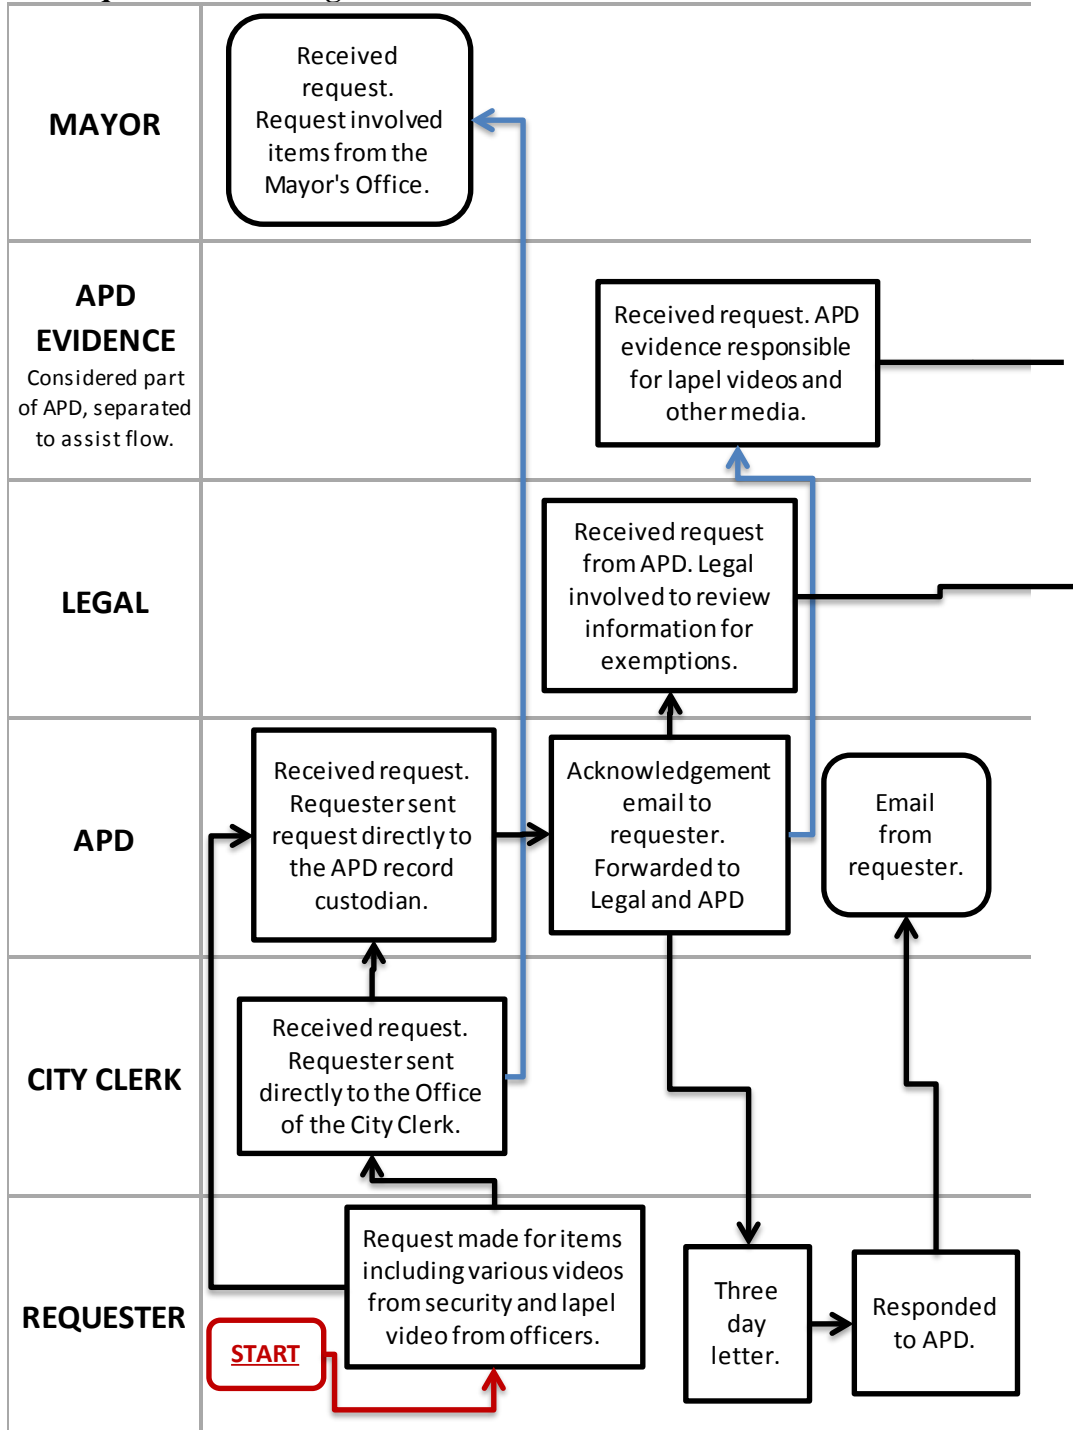 MAYOR
Received
request.
Request involved
items from the
Mayor's Office.
APD
EVIDENCE
Considered part
of APD, separated
to assist flow.
Received request. APD
evidence responsible
for lapel videos and
other media.
LEGAL
Received request
from APD. Legal
involved to review
information for
exemptions.
APD
Received request.
Requester sent
request directly to
the APD record
custodian.
Acknowledgement
email to
requester.
Forwarded to
Legal and APD
Email
from
requester.
CITY CLERK
Received request.
Requester sent
directly to the Office
of the City Clerk.
REQUESTER
START
Request made for items
including various videos
from security and lapel
video from officers.
Three
day
letter.
Responded
to APD.